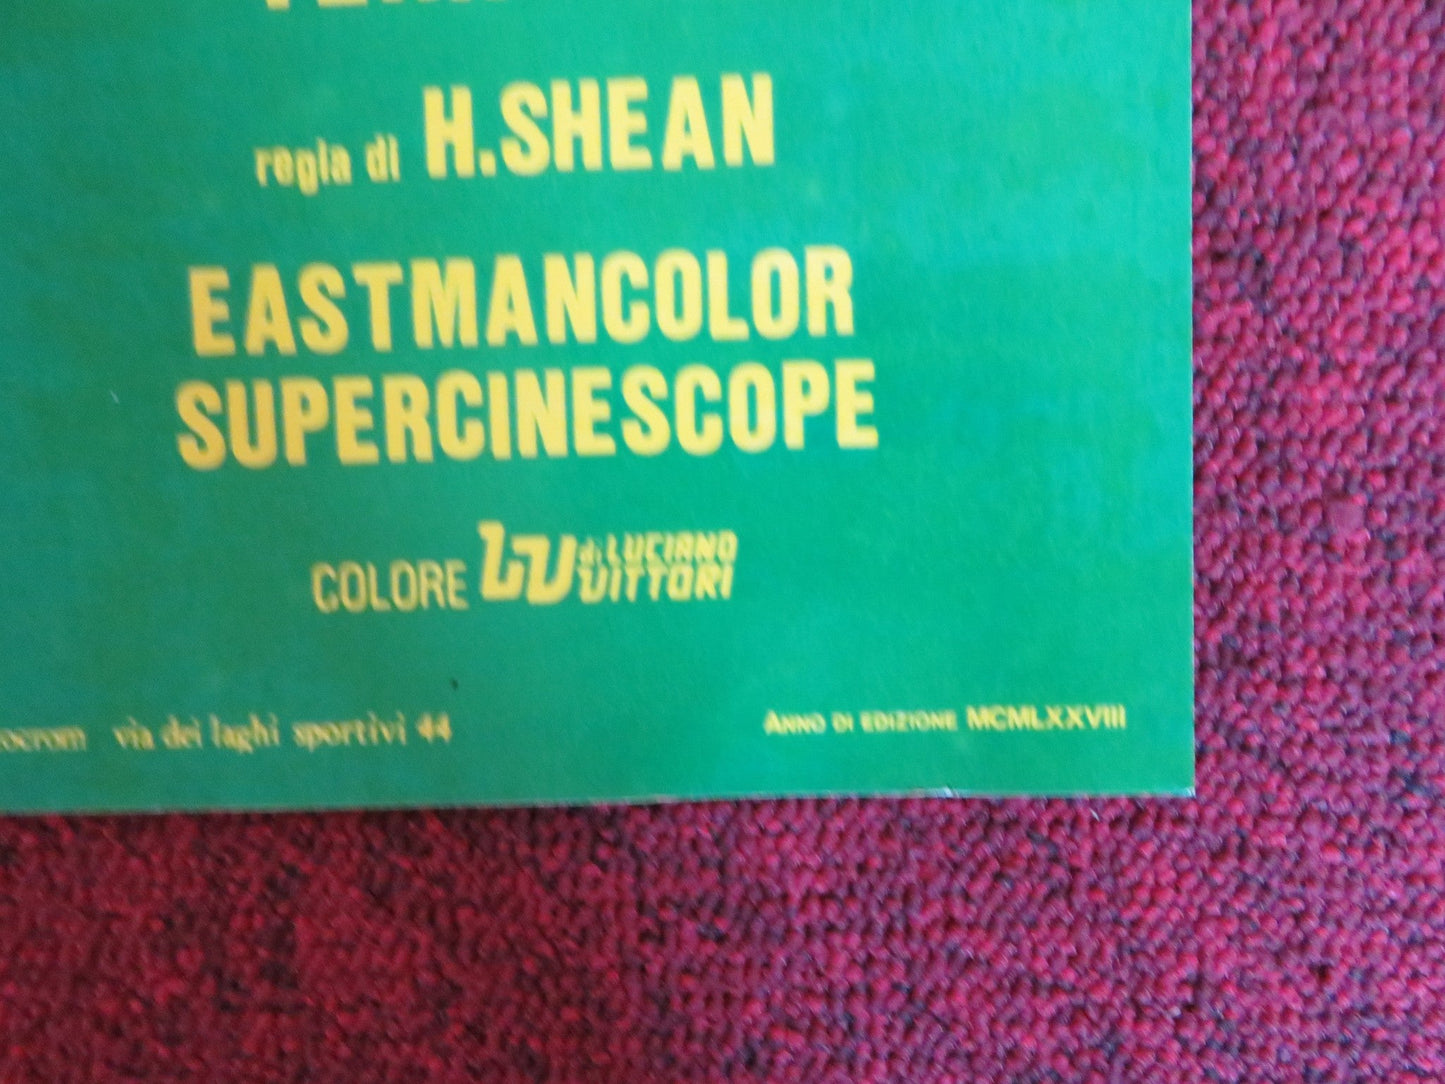 regia di H.SHEAN
EASTMANCOLOR
SUPERCINESCOPE
COLORE LV di LUCIANO
VITTORI
via dei laghi sportivi 44
ANNO DI EDIZIONE MCMLXXVIII